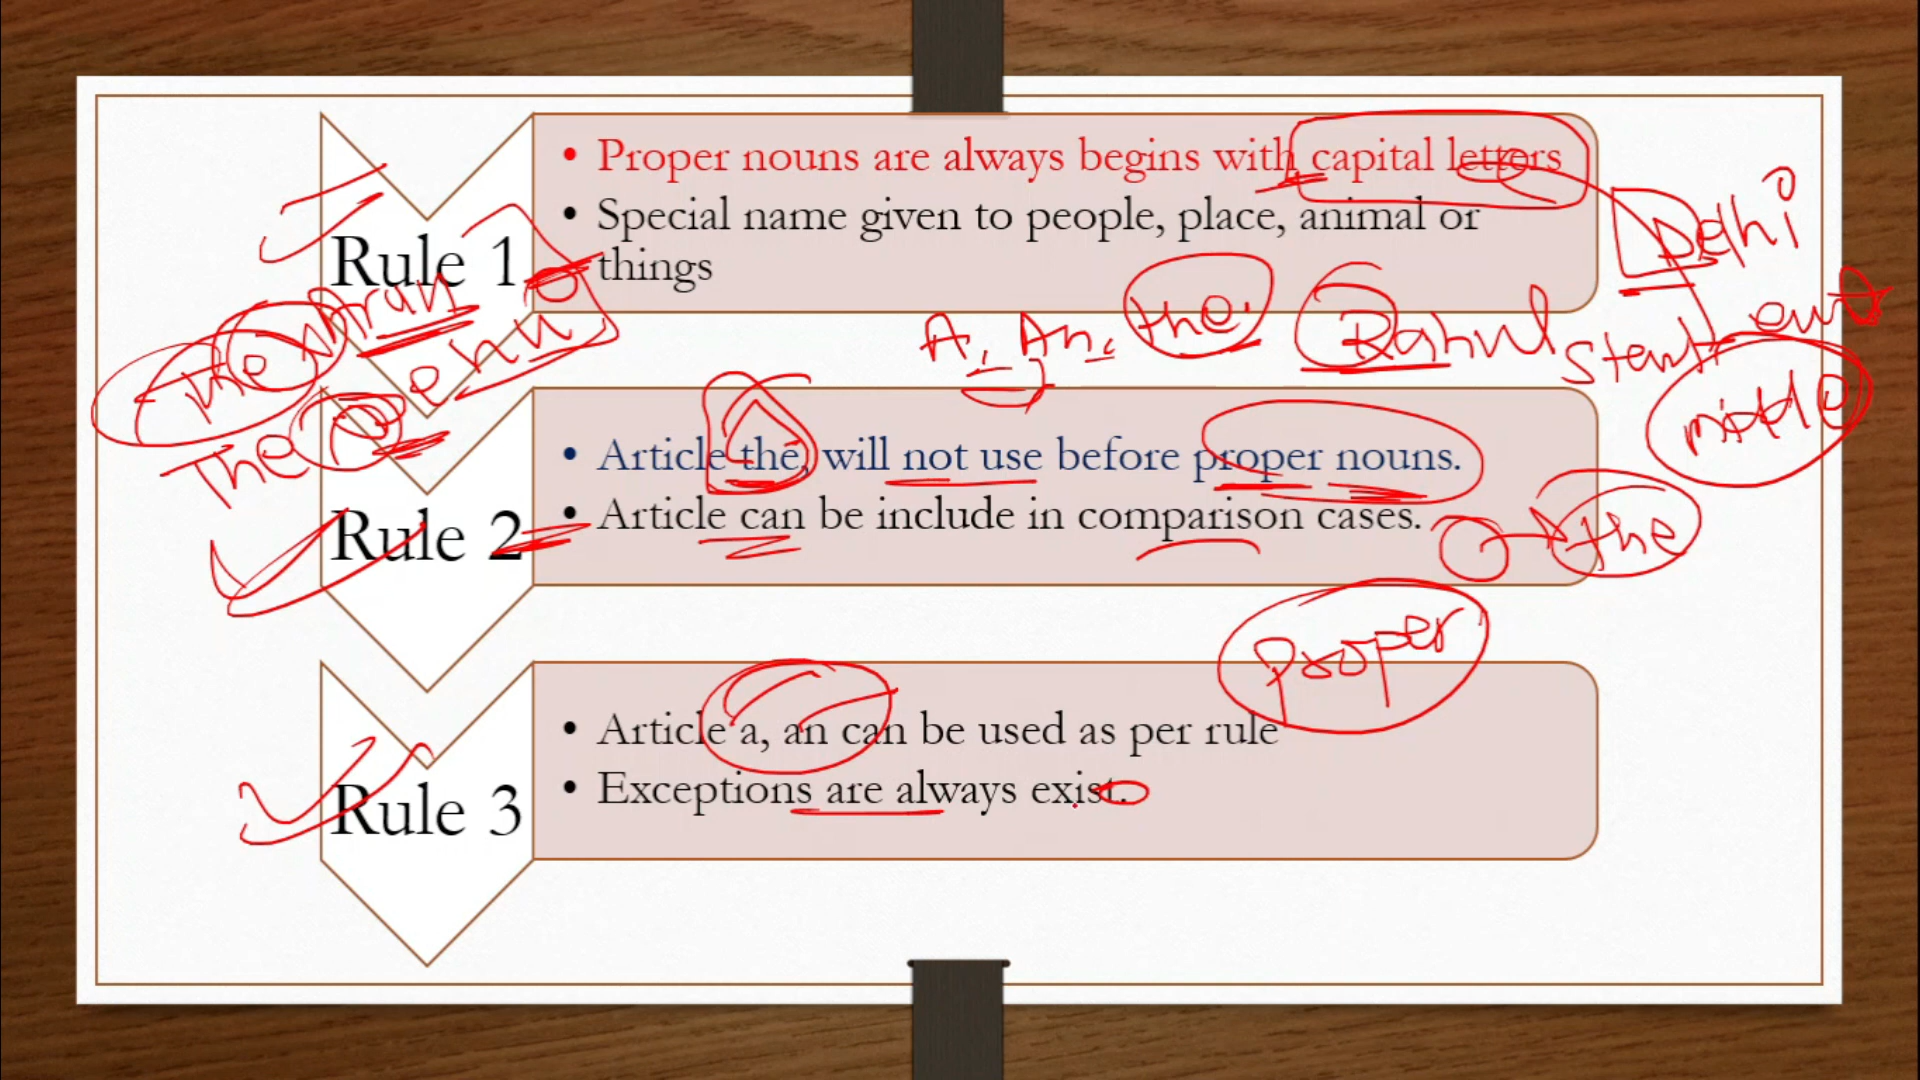 Proper nouns are always begins with capital letters
Special name given to people, place, animal or
things
Rule 1
Delhi
A, An, the, Rahul
start
middle
The
The
Article the, will not use before proper nouns.
Article can be include in comparison cases.
Rule 2
the
proper
Article a, an can be used as per rule
Exceptions are always exist.
Rule 3